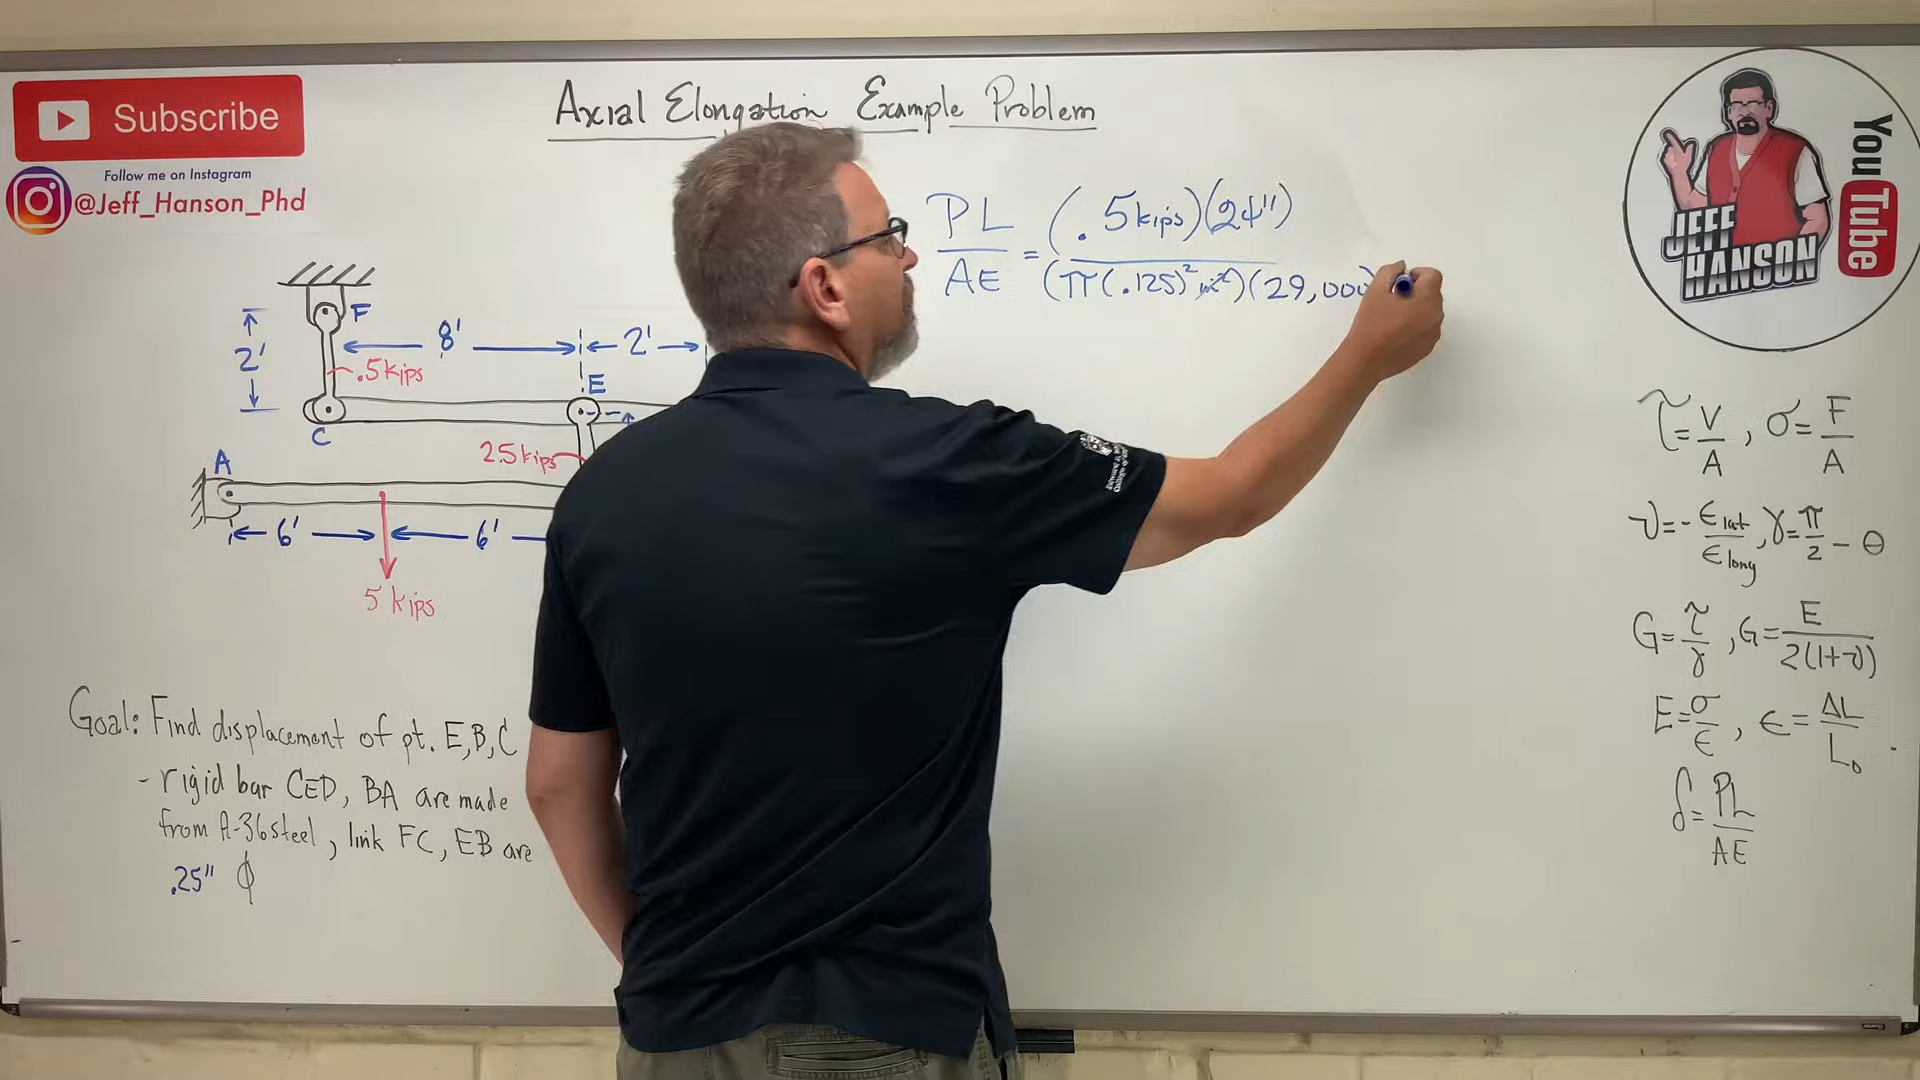 Subscribe
Follow me on Instagram
@Jeff_Hanson_Phd
Axial Elongation Example Problem
PL/AE = (.5kips)(24")/(π(.125)² in²)(29,000)
F
2'
8'
2'
.5kips
E
C
2.5kips
A
6'
6'
5 kips
Goal: Find displacement of pt. E,B,C
- rigid bar CED, BA are made
from A-36 steel, link FC, EB are
.25" ϕ
JEFF
HANSON
YouTube
τ=V/A, σ=F/A
ν=-ϵlat/ϵlong, γ=π/2-θ
G=τ/γ, G=E/2(1+ν)
E=σ/ϵ, ϵ=ΔL/L₀
δ=PL/AE